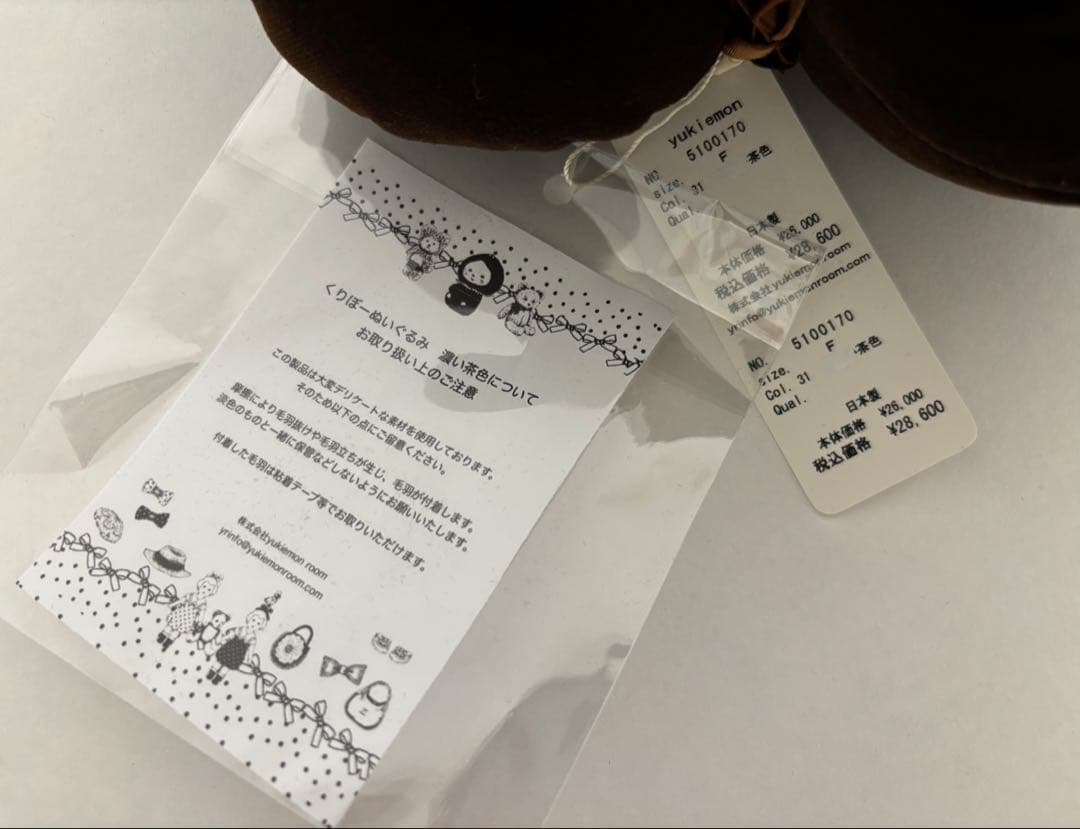 くりぼーぬいぐるみ 濃い茶色について
お取り扱い上のご注意
この製品は大変デリケートな素材を使用しております。
そのため以下の点にご留意ください。
摩擦により毛羽抜けや毛羽立ちが生じ、毛羽が付着します。
淡色のものと一緒に保管などしないようにお願いいたします。
付着した毛羽は粘着テープ等でお取りいただけます。
株式会社yukiemon room
yrinfo@yukiemonroom.com
yukiemon
NO. 5100170
size. F
Col. 31 茶色
Qual.
日本製
本体価格 ¥26,000
税込価格 ¥28,600
株式会社yukiemonroom
yrinfo@yukiemonroom.com
NO. 5100170
size. F
Col. 31 茶色
Qual.
日本製
本体価格 ¥26,000
税込価格 ¥28,600